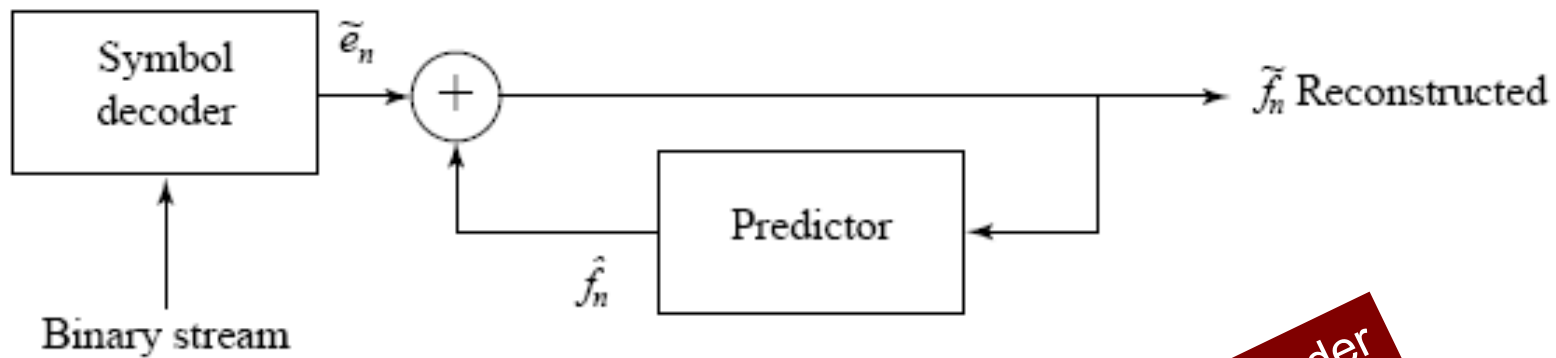 Symbol
decoder
ẽₙ
+
f̃ₙ Reconstructed
Predictor
f̂ₙ
Binary stream